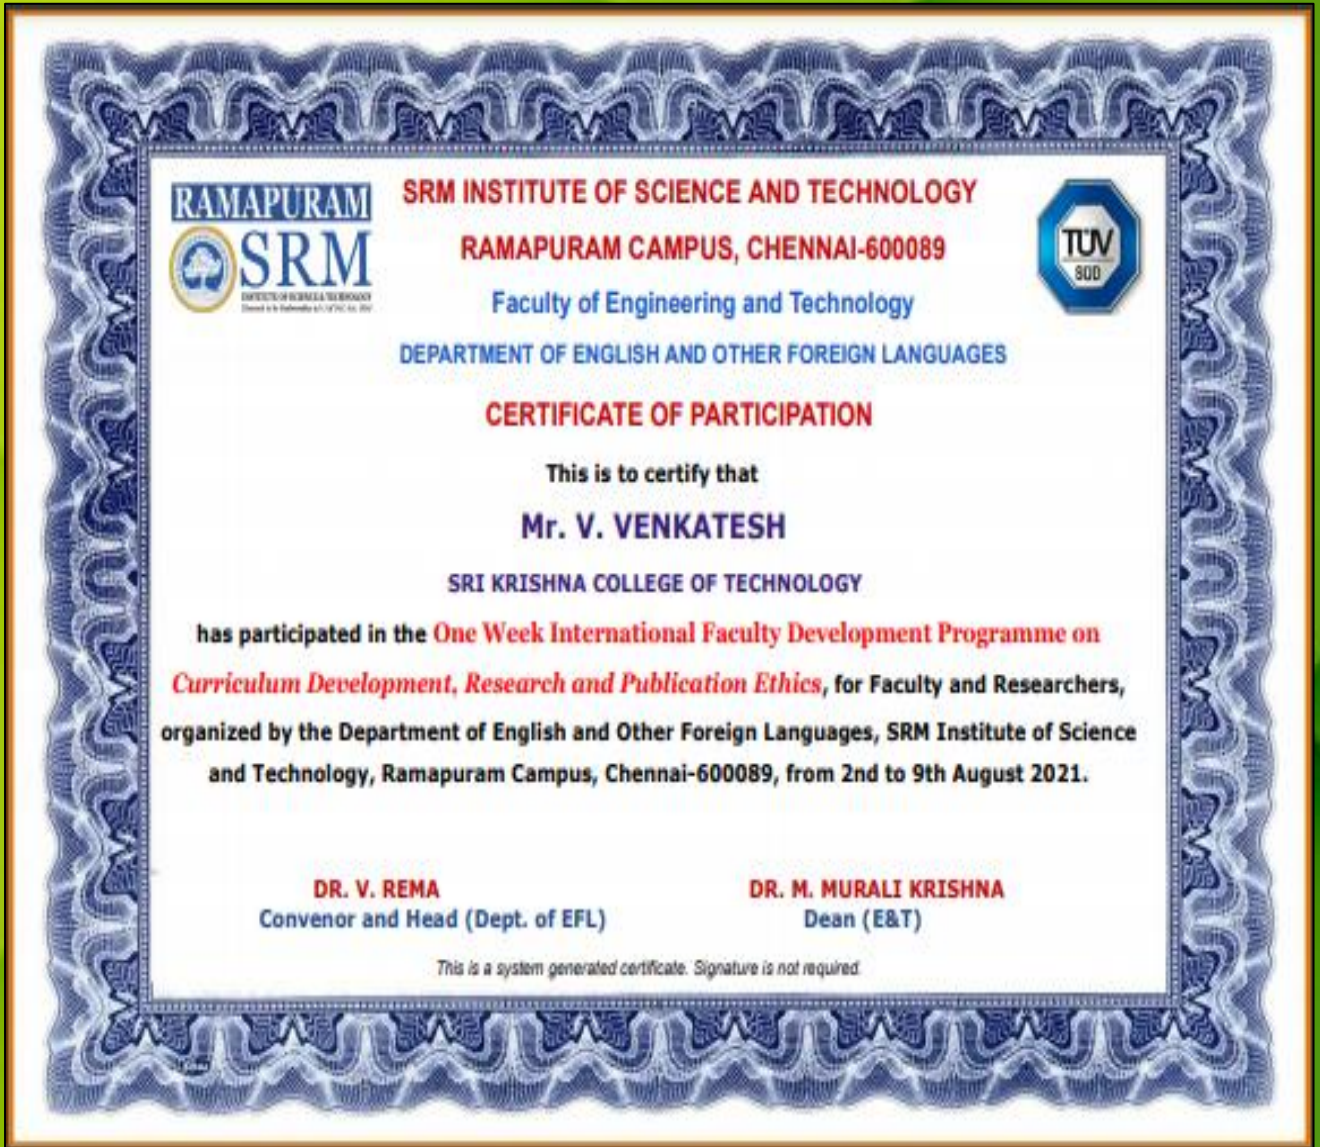 RAMAPURAM
SRM
SRM INSTITUTE OF SCIENCE AND TECHNOLOGY
RAMAPURAM CAMPUS, CHENNAI-600089
TÜV
SÜD
Faculty of Engineering and Technology
DEPARTMENT OF ENGLISH AND OTHER FOREIGN LANGUAGES
CERTIFICATE OF PARTICIPATION
This is to certify that
Mr. V. VENKATESH
SRI KRISHNA COLLEGE OF TECHNOLOGY
has participated in the One Week International Faculty Development Programme on
Curriculum Development, Research and Publication Ethics, for Faculty and Researchers,
organized by the Department of English and Other Foreign Languages, SRM Institute of Science
and Technology, Ramapuram Campus, Chennai-600089, from 2nd to 9th August 2021.
DR. V. REMA
Convenor and Head (Dept. of EFL)
DR. M. MURALI KRISHNA
Dean (E&T)
This is a system generated certificate. Signature is not required.